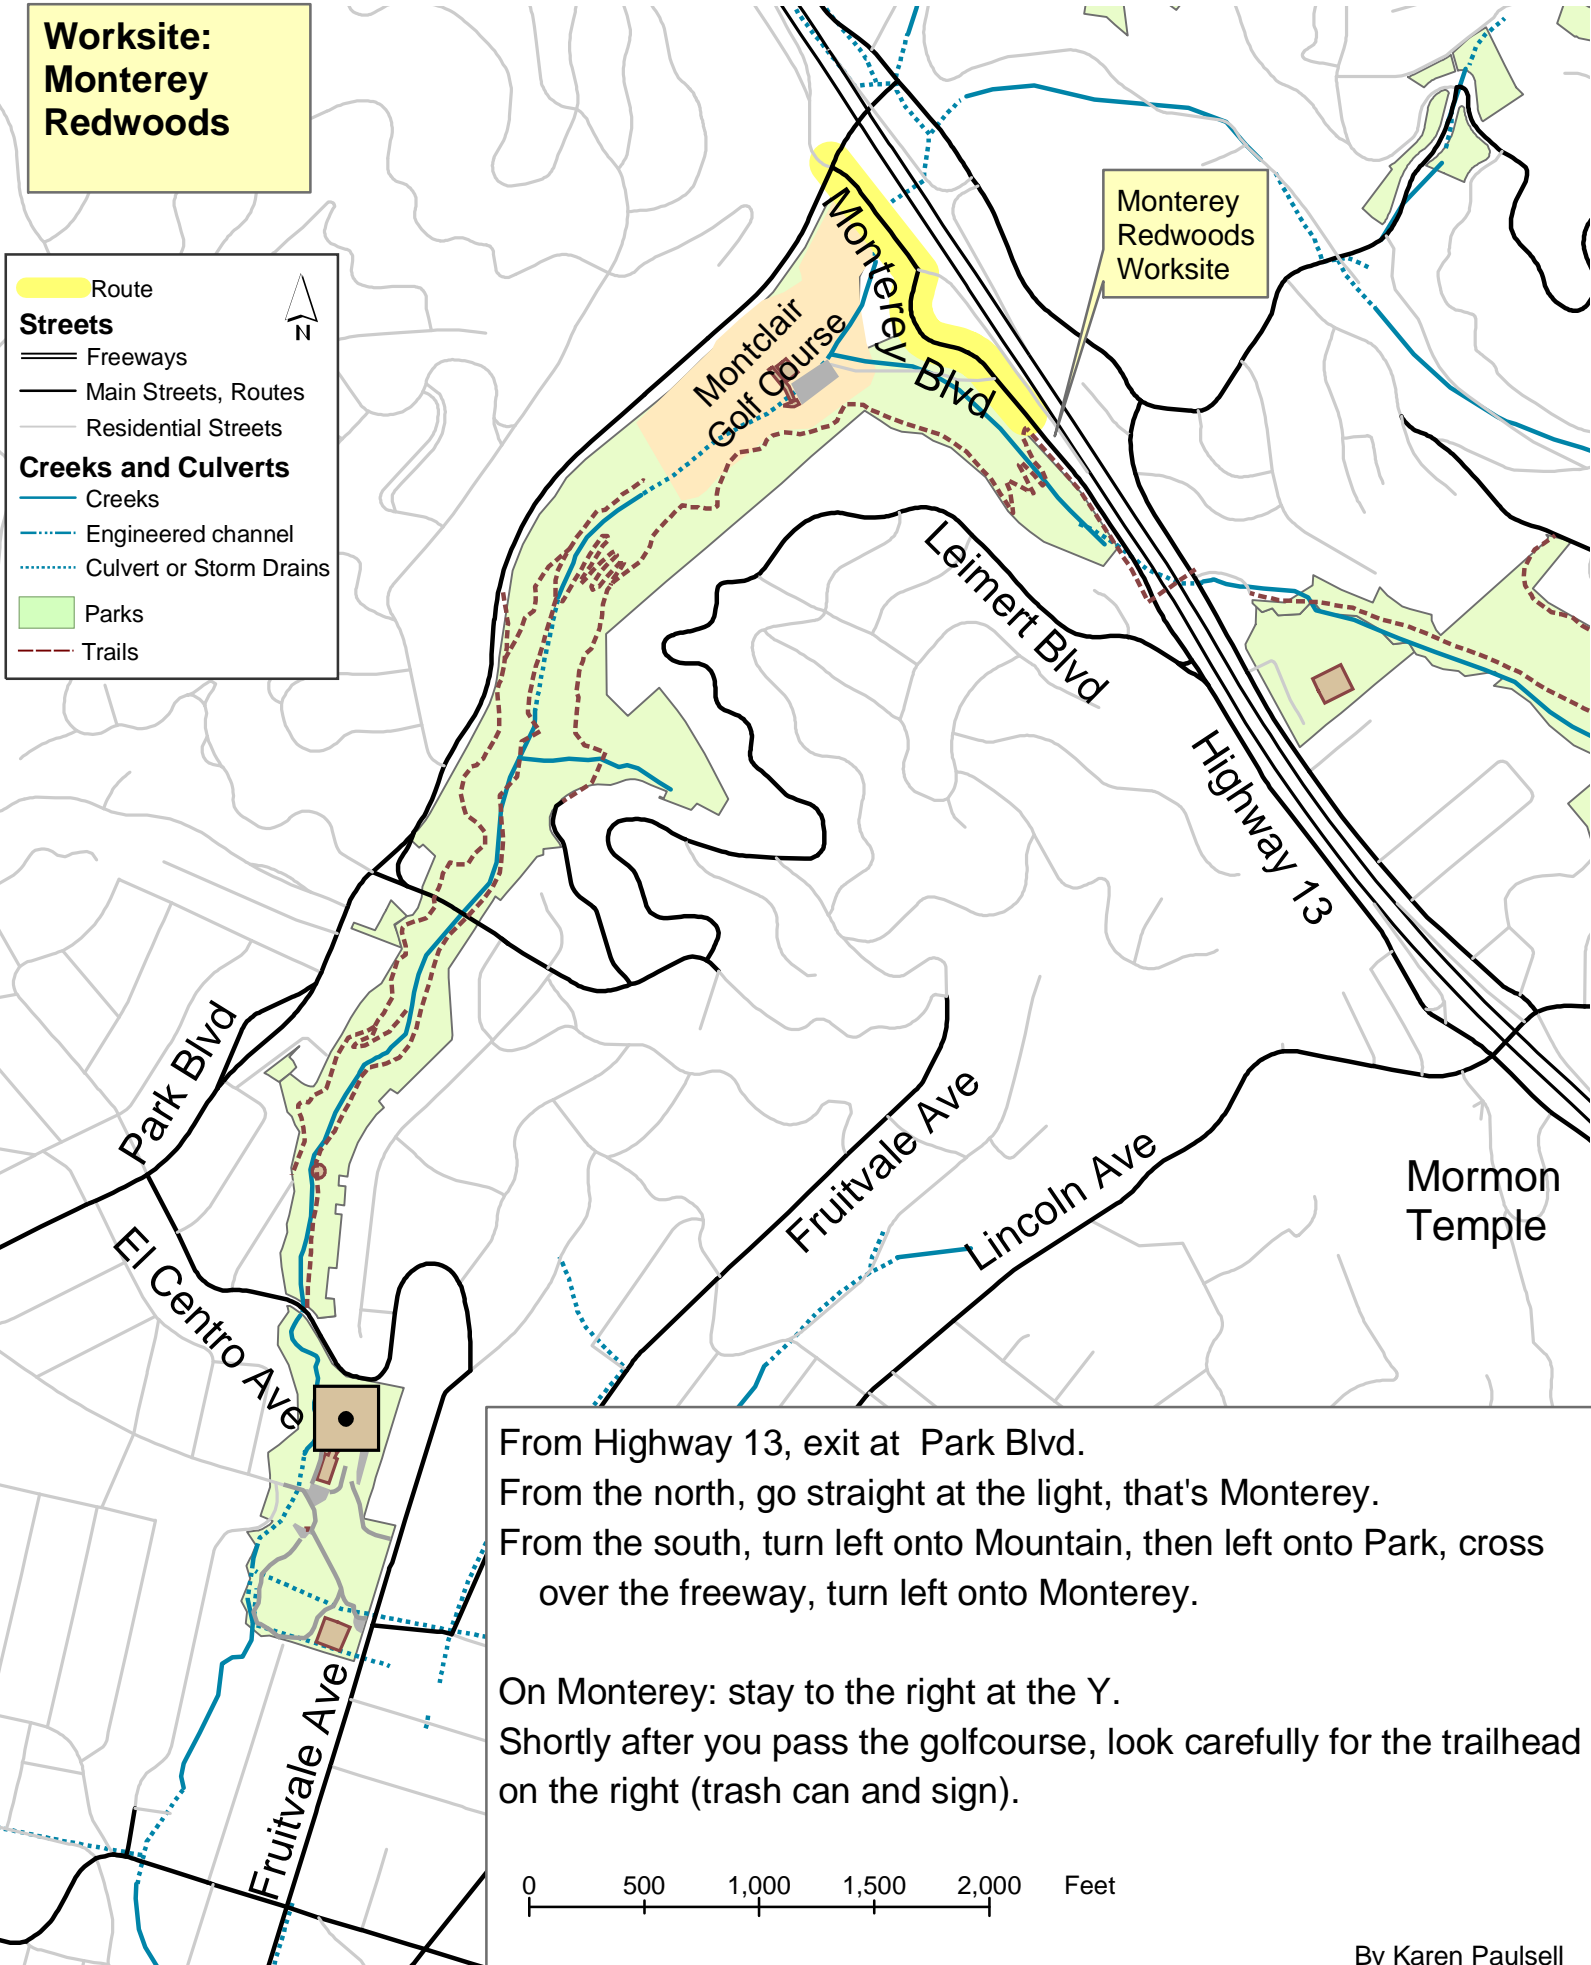 Worksite:
Monterey
Redwoods
Route
N
Streets
Freeways
Main Streets, Routes
Residential Streets
Creeks and Culverts
Creeks
Engineered channel
Culvert or Storm Drains
Parks
Trails
Monterey
Redwoods
Worksite
Monterey Blvd
Montclair
Golf Course
Leimert Blvd
Highway 13
Park Blvd
Fruitvale Ave
Lincoln Ave
Mormon
Temple
El Centro Ave
Fruitvale Ave
From Highway 13, exit at Park Blvd.
From the north, go straight at the light, that's Monterey.
From the south, turn left onto Mountain, then left onto Park, cross
over the freeway, turn left onto Monterey.
On Monterey: stay to the right at the Y.
Shortly after you pass the golfcourse, look carefully for the trailhead
on the right (trash can and sign).
0 500 1,000 1,500 2,000 Feet
By Karen Paulsell